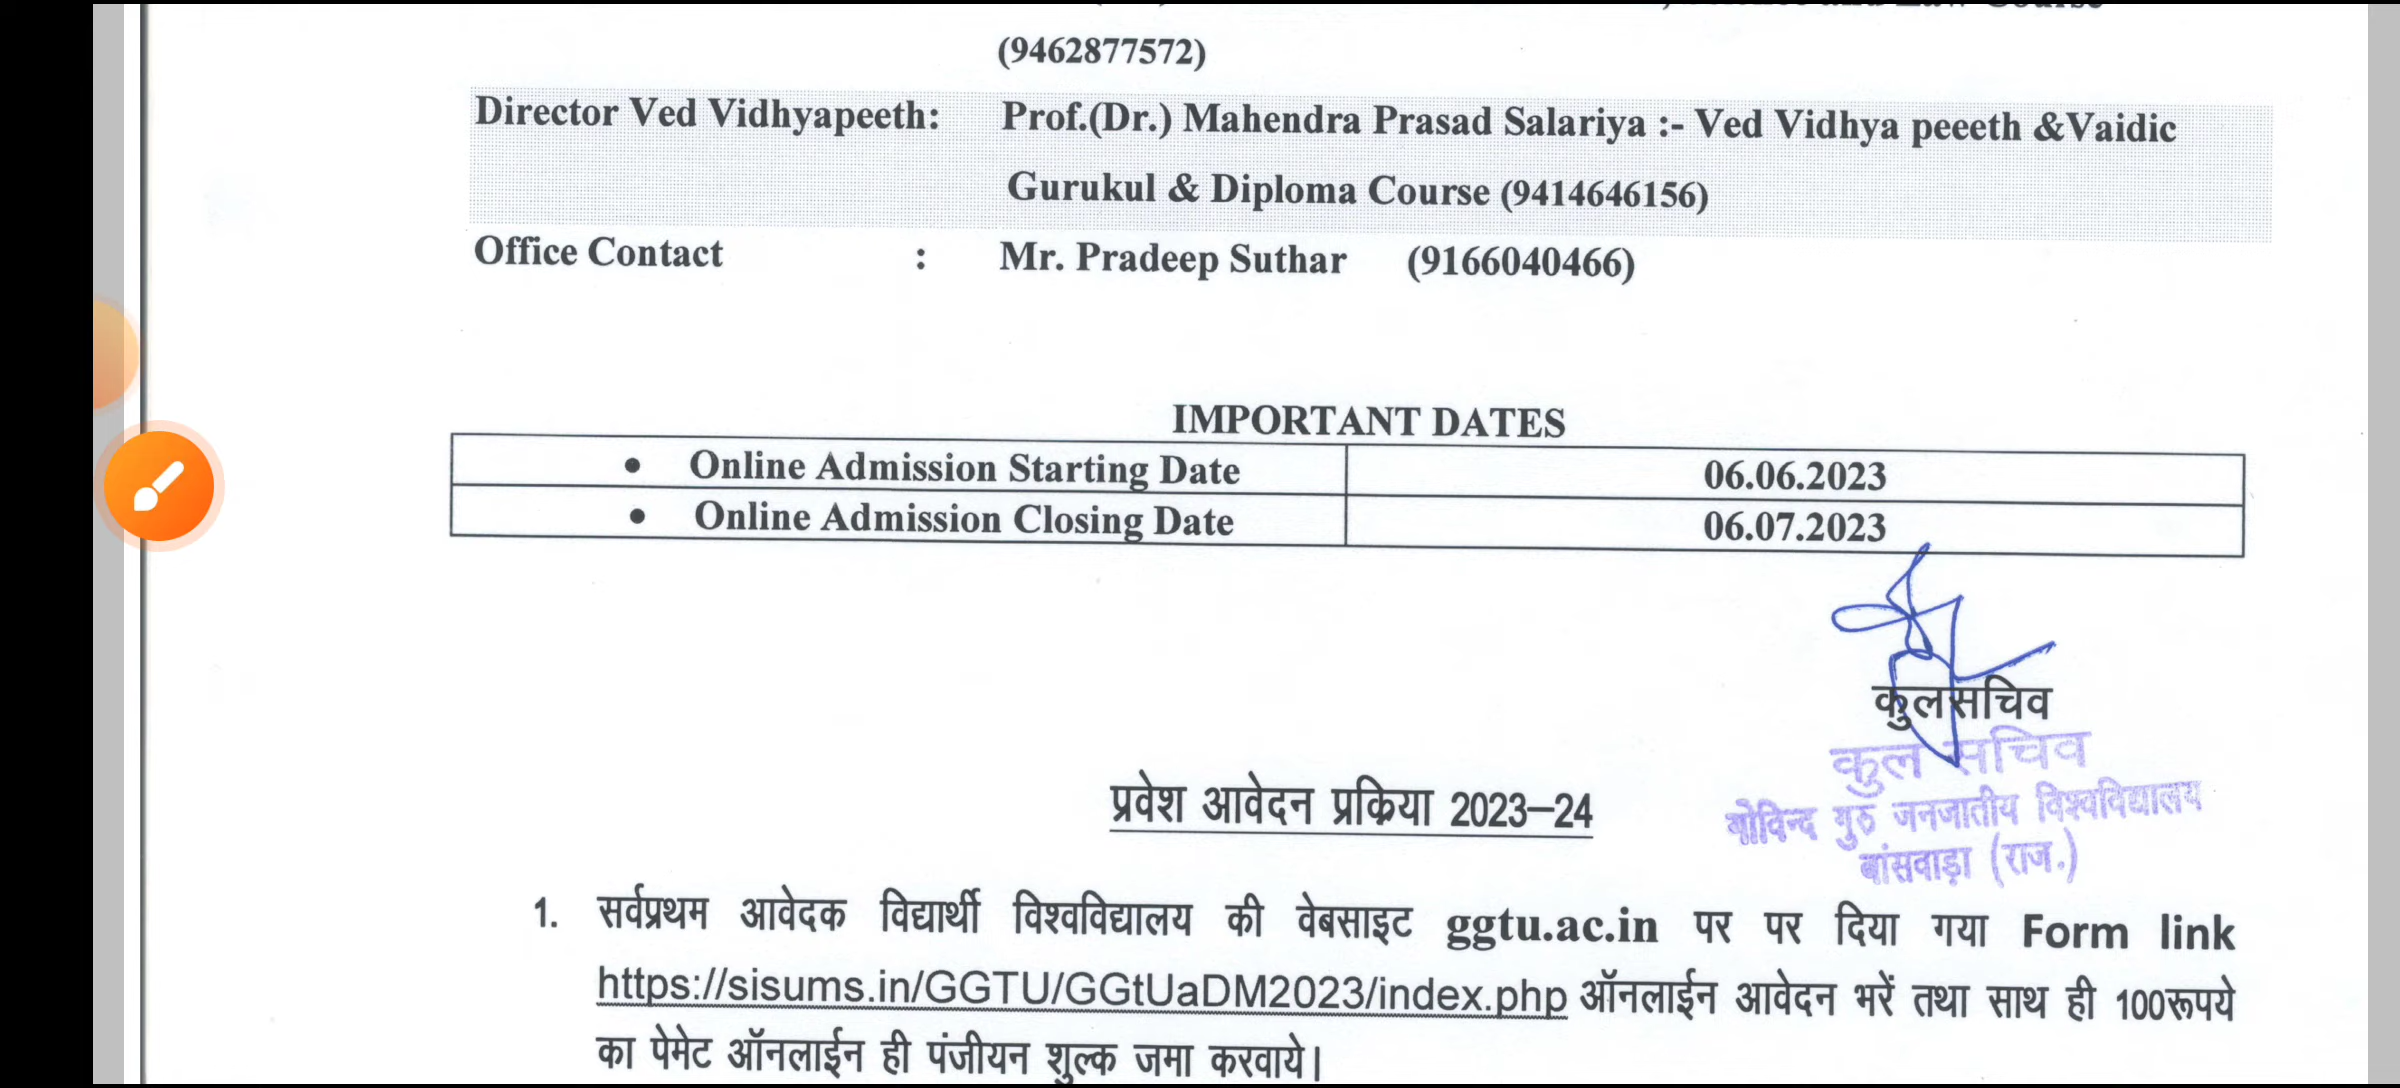 , Science and Law Course
(9462877572)
Director Ved Vidhyapeeth: Prof.(Dr.) Mahendra Prasad Salariya :- Ved Vidhya peeeth &Vaidic
Gurukul & Diploma Course (9414646156)
Office Contact : Mr. Pradeep Suthar (9166040466)
IMPORTANT DATES
• Online Admission Starting Date 06.06.2023
• Online Admission Closing Date 06.07.2023
कुलसचिव
कुल सचिव
गोविन्द गुरु जनजातीय विश्वविद्यालय
बांसवाड़ा (राज.)
प्रवेश आवेदन प्रक्रिया 2023–24
1. सर्वप्रथम आवेदक विद्यार्थी विश्वविद्यालय की वेबसाइट ggtu.ac.in पर पर दिया गया Form link
https://sisums.in/GGTU/GGtUaDM2023/index.php ऑनलाईन आवेदन भरें तथा साथ ही 100रूपये
का पेमेट ऑनलाईन ही पंजीयन शुल्क जमा करवाये।